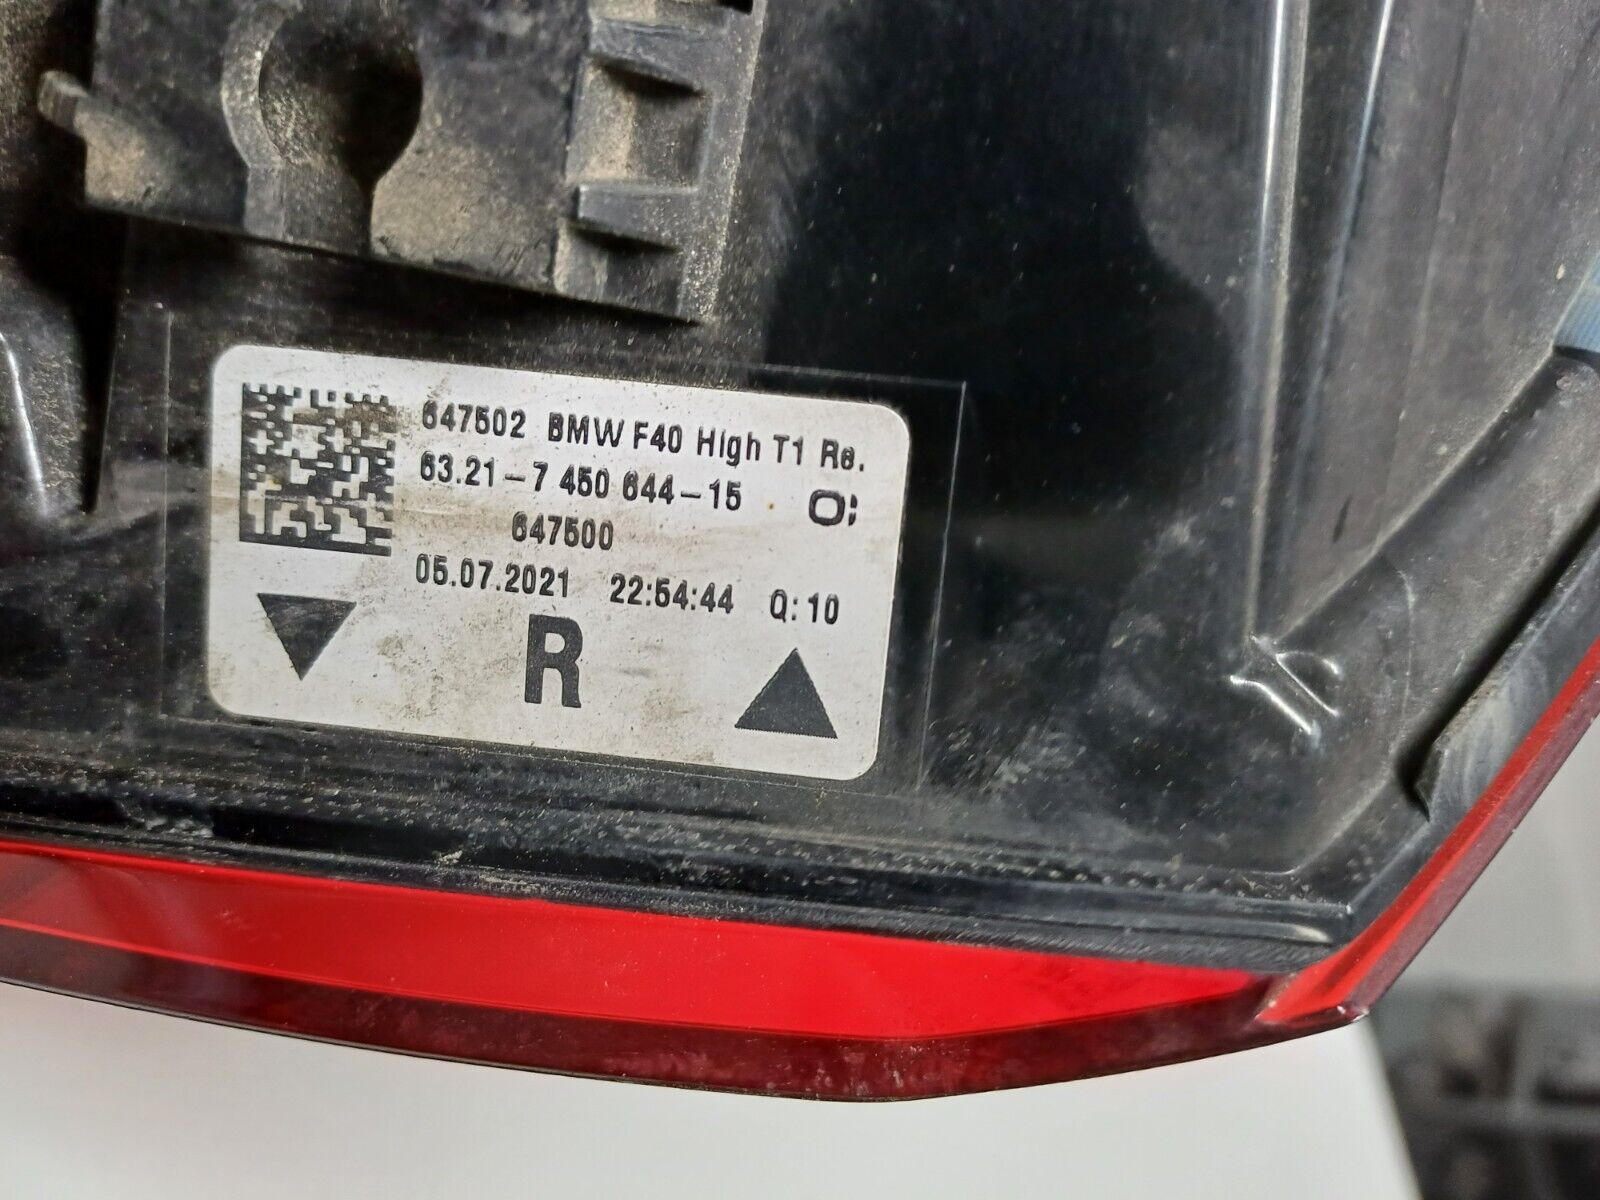 647502 BMW F40 High T1 Re.
63.21-7 450 644-15
647500
05.07.2021 22:54:44 Q:10
R